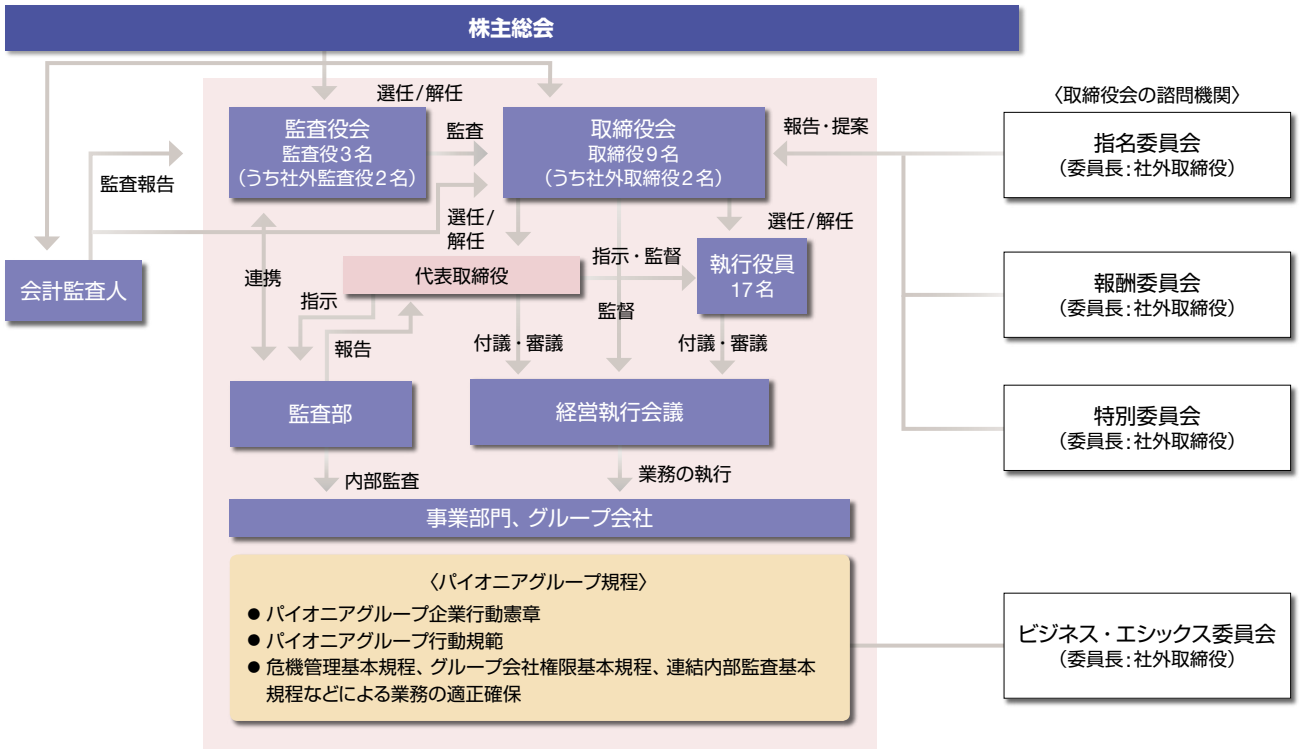 株主総会
選任/解任
〈取締役会の諮問機関〉
監査役会
監査役3名
(うち社外監査役2名)
監査
取締役会
取締役9名
(うち社外取締役2名)
報告・提案
指名委員会
(委員長:社外取締役)
監査報告
選任/
解任
選任/解任
会計監査人
連携
代表取締役
指示・監督
執行役員
17名
報酬委員会
(委員長:社外取締役)
指示
監督
報告
付議・審議
付議・審議
監査部
経営執行会議
特別委員会
(委員長:社外取締役)
内部監査
業務の執行
事業部門、グループ会社
〈パイオニアグループ規程〉
● パイオニアグループ企業行動憲章
● パイオニアグループ行動規範
● 危機管理基本規程、グループ会社権限基本規程、連結内部監査基本
規程などによる業務の適正確保
ビジネス・エシックス委員会
(委員長:社外取締役)